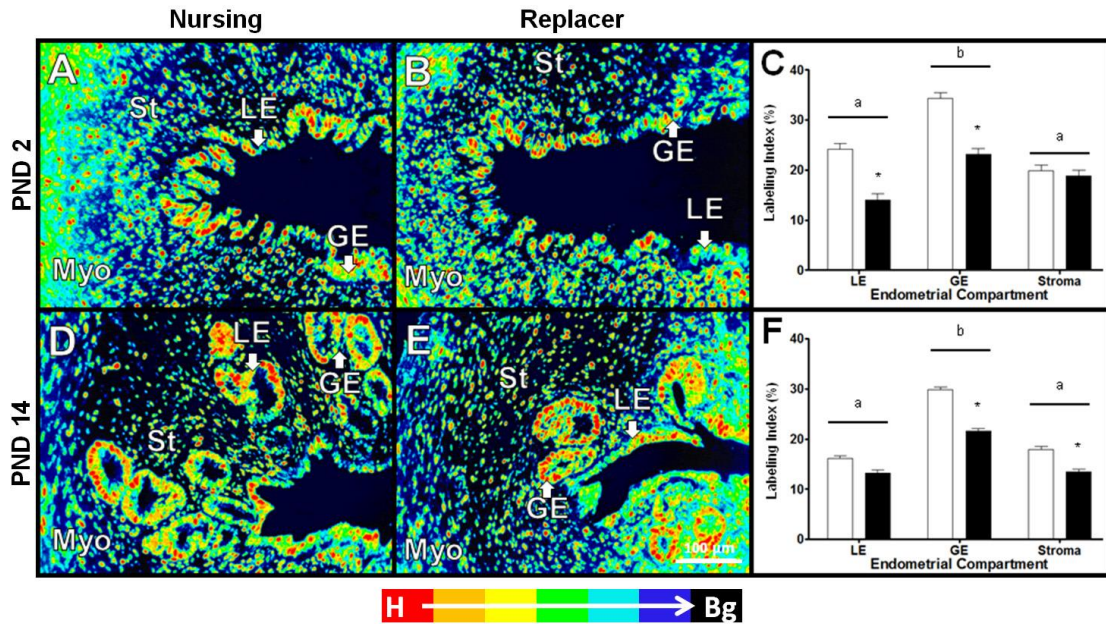 Nursing
Replacer
PND 2
A
St
LE
GE
Myo
B
St
GE
LE
Myo
C
Labeling Index (%)
40
30
20
10
0
a
*
b
*
a
LE
GE
Stroma
Endometrial Compartment
PND 14
D
LE
GE
St
Myo
E
St
LE
GE
Myo
100 µm
F
Labeling Index (%)
40
30
20
10
0
a
b
*
a
*
LE
GE
Stroma
Endometrial Compartment
H
Bg